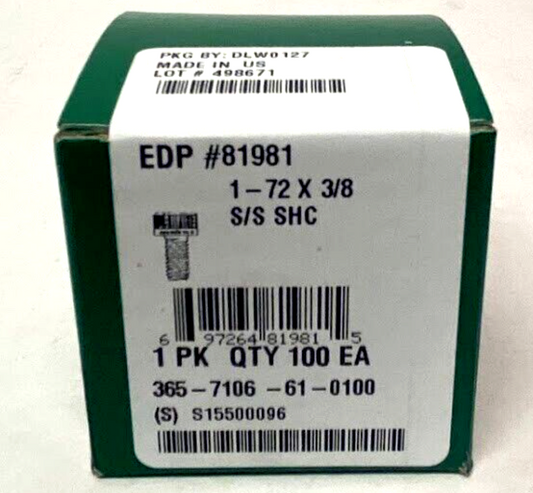 PKG BY: DLW0127
MADE IN US
LOT # 498671
EDP #81981
1-72 X 3/8
S/S SHC
6 97264 81981 5
1 PK QTY 100 EA
365-7106 -61-0100
(S) S15500096